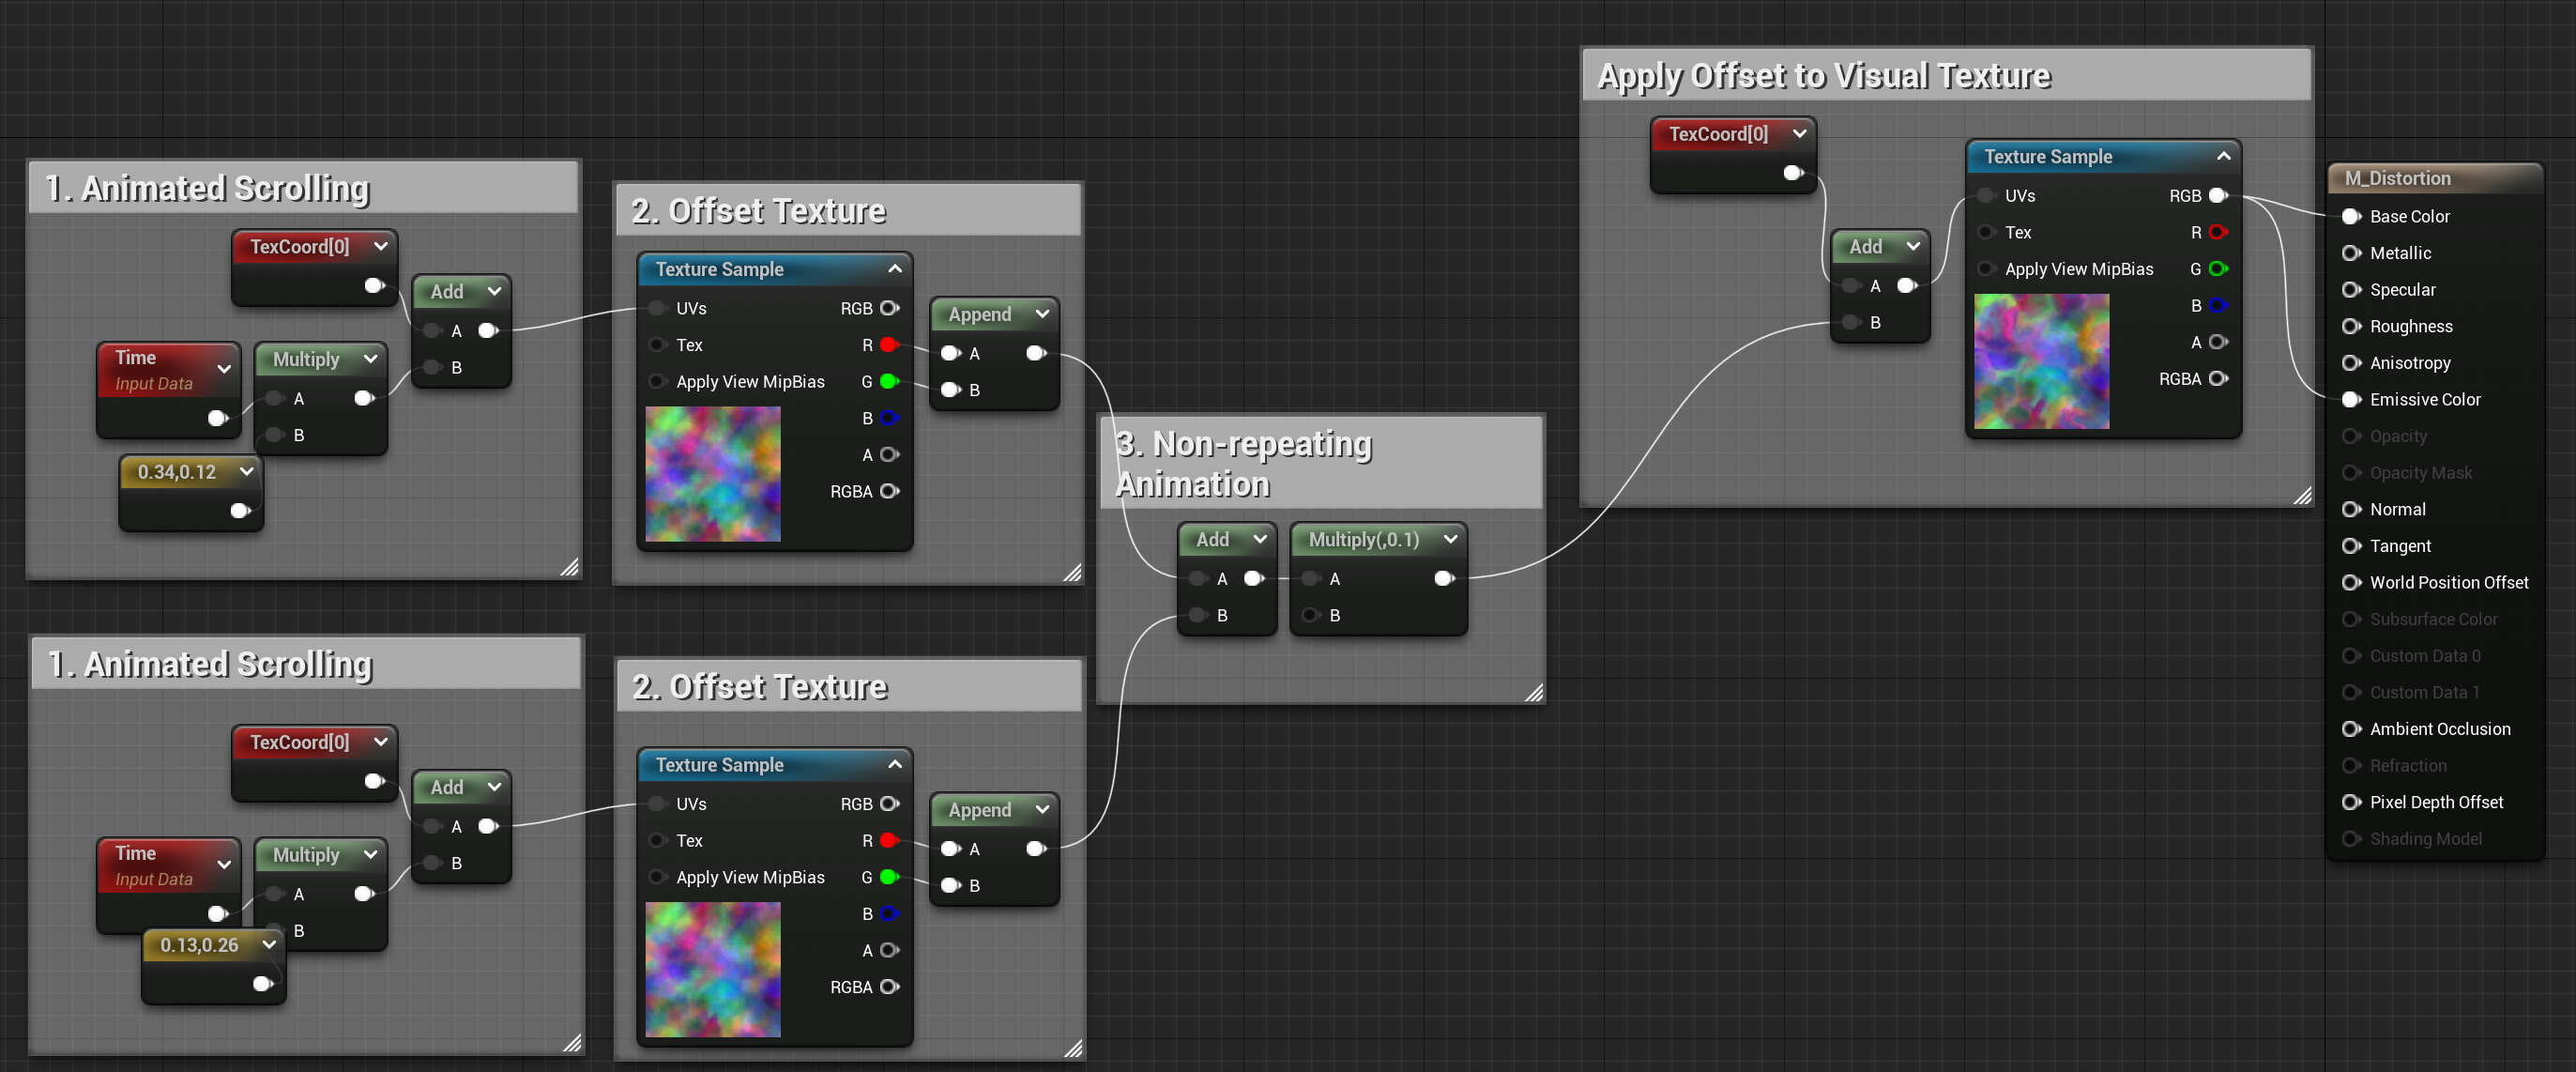 1. Animated Scrolling
TexCoord[0]
Add
A
B
Time
Input Data
Multiply
A
B
0.34,0.12
2. Offset Texture
Texture Sample
UVs
RGB
Tex
R
Apply View MipBias
G
B
A
RGBA
Append
A
B
1. Animated Scrolling
TexCoord[0]
Add
A
B
Time
Input Data
Multiply
A
B
0.13,0.26
2. Offset Texture
Texture Sample
UVs
RGB
Tex
R
Apply View MipBias
G
B
A
RGBA
Append
A
B
3. Non-repeating
Animation
Add
A
B
Multiply(,0.1)
A
B
Apply Offset to Visual Texture
TexCoord[0]
Add
A
B
Texture Sample
UVs
RGB
Tex
R
Apply View MipBias
G
B
A
RGBA
M_Distortion
Base Color
Metallic
Specular
Roughness
Anisotropy
Emissive Color
Opacity
Opacity Mask
Normal
Tangent
World Position Offset
Subsurface Color
Custom Data 0
Custom Data 1
Ambient Occlusion
Refraction
Pixel Depth Offset
Shading Model